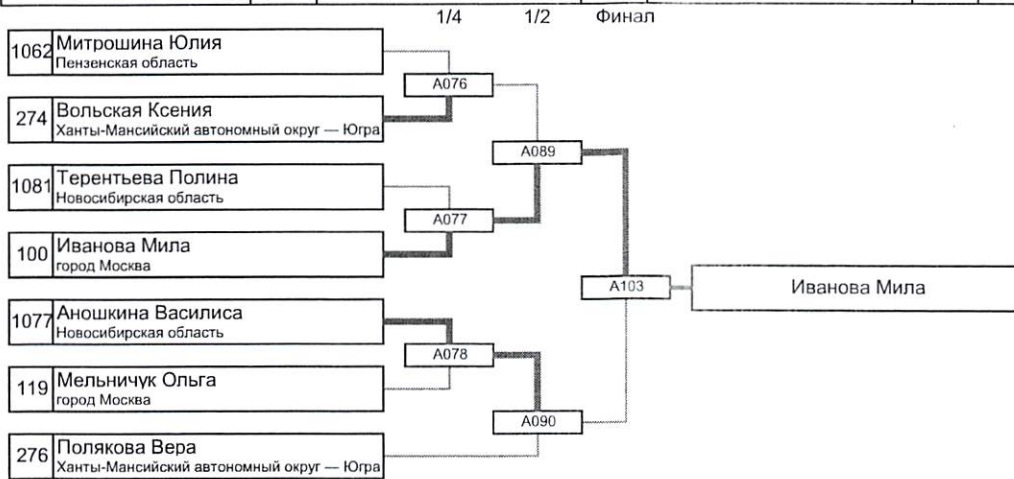 1/4 1/2 Финал
1062 Митрошина Юлия
Пензенская область
A076
274 Вольская Ксения
Ханты-Мансийский автономный округ — Югра
A089
1081 Терентьева Полина
Новосибирская область
A077
100 Иванова Мила
город Москва
A103
Иванова Мила
1077 Аношкина Василиса
Новосибирская область
A078
119 Мельничук Ольга
город Москва
A090
276 Полякова Вера
Ханты-Мансийский автономный округ — Югра